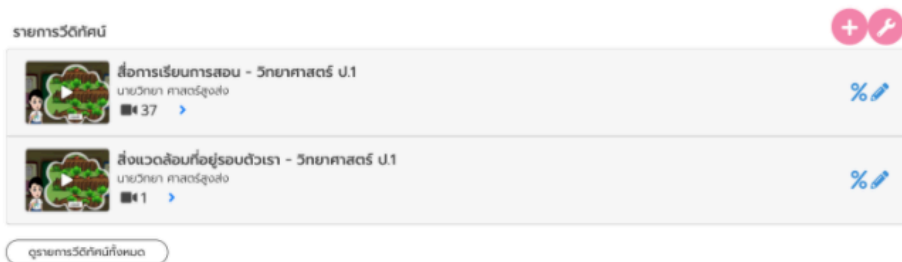 รายการวีดิทัศน์
สื่อการเรียนการสอน - วิทยาศาสตร์ ป.1
นายวิทยา ศาสตร์สูงส่ง
37
สิ่งแวดล้อมที่อยู่รอบตัวเรา - วิทยาศาสตร์ ป.1
นายวิทยา ศาสตร์สูงส่ง
1
ดูรายการวีดิทัศน์ทั้งหมด